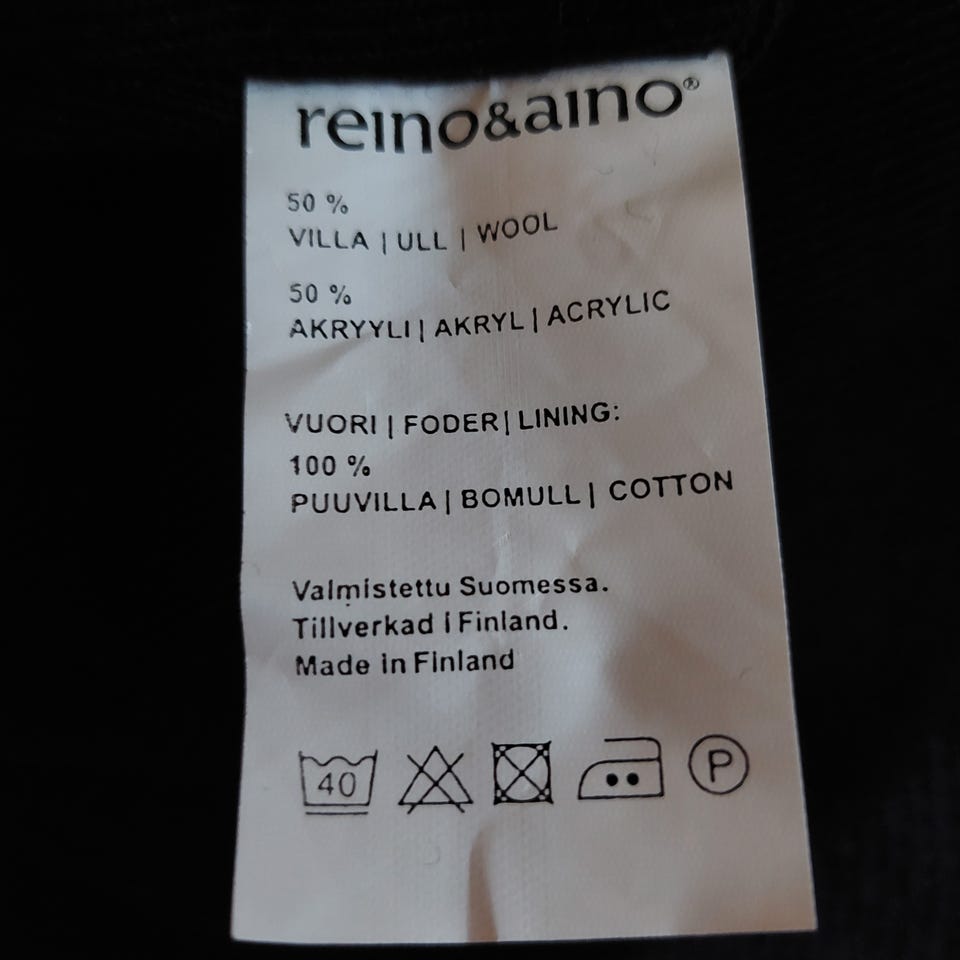 reino&aino®
50 %
VILLA | ULL | WOOL
50 %
AKRYYLI | AKRYL | ACRYLIC
VUORI | FODER | LINING:
100 %
PUUVILLA | BOMULL | COTTON
Valmistettu Suomessa.
Tillverkad i Finland.
Made in Finland
40 P